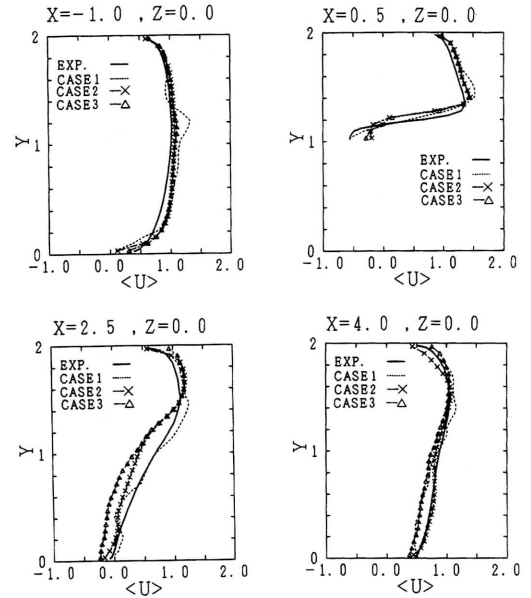 X=-1.0 , Z=0.0
2
EXP.
CASE1
CASE2
CASE3
Y
1
0
-1.0 0.0 1.0 2.0
<U>
X=0.5 , Z=0.0
2
Y
1
EXP.
CASE1
CASE2
CASE3
0
-1.0 0.0 1.0 2.0
<U>
X=2.5 , Z=0.0
2
EXP.
CASE1
CASE2
CASE3
Y
1
0
-1.0 0.0 1.0 2.0
<U>
X=4.0 , Z=0.0
2
EXP.
CASE1
CASE2
CASE3
Y
1
0
-1.0 0.0 1.0 2.0
<U>